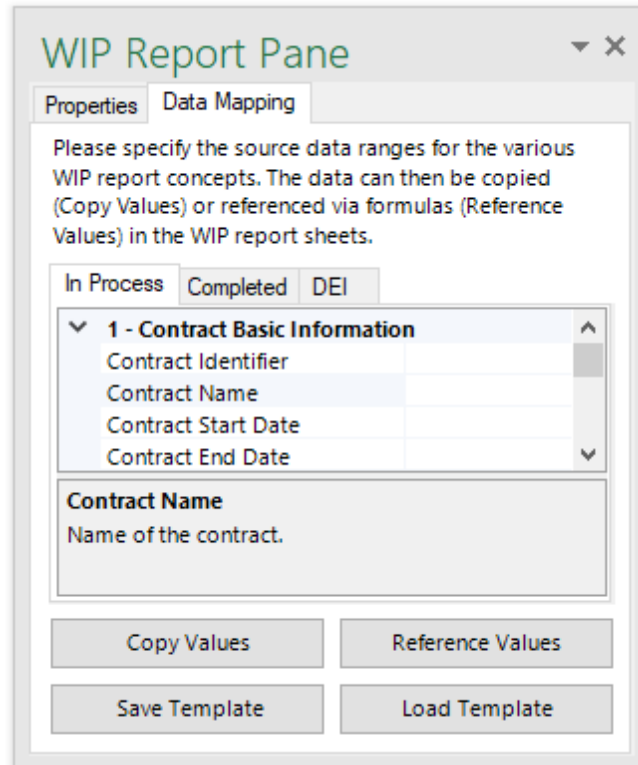 WIP Report Pane
Properties Data Mapping
Please specify the source data ranges for the various
WIP report concepts. The data can then be copied
(Copy Values) or referenced via formulas (Reference
Values) in the WIP report sheets.
In Process Completed DEI
1 - Contract Basic Information
Contract Identifier
Contract Name
Contract Start Date
Contract End Date
Contract Name
Name of the contract.
Copy Values Reference Values
Save Template Load Template